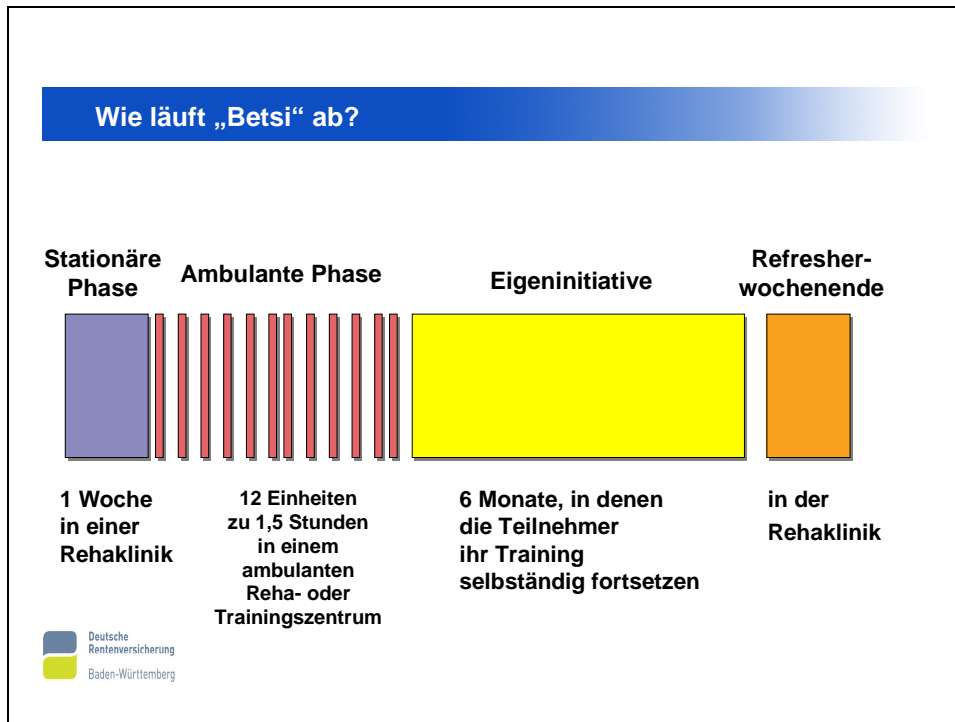 Wie läuft „Betsi“ ab?
Stationäre
Phase
Ambulante Phase
Eigeninitiative
Refresher-
wochenende
1 Woche
in einer
Rehaklinik
12 Einheiten
zu 1,5 Stunden
in einem
ambulanten
Reha- oder
Trainingszentrum
6 Monate, in denen
die Teilnehmer
ihr Training
selbständig fortsetzen
in der
Rehaklinik
Deutsche
Rentenversicherung
Baden-Württemberg